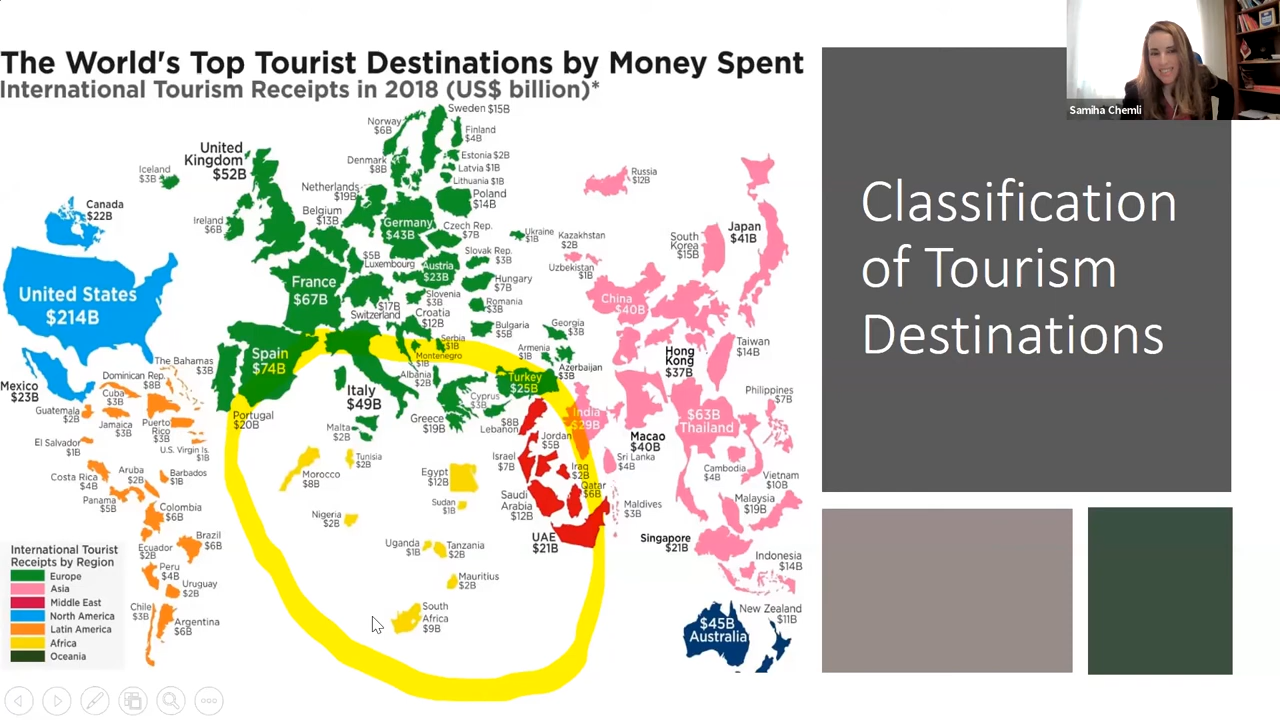 The World's Top Tourist Destinations by Money Spent
International Tourism Receipts in 2018 (US$ billion)*
Samiha Chemli
Classification
of Tourism
Destinations
Sweden $15B
Norway
$6B
Finland
$4B
United
Kingdom
$52B
Iceland
$3B
Denmark
$8B
Estonia $2B
Latvia $1B
Lithuania $1B
Netherlands
$19B
Poland
$14B
Russia
$12B
Canada
$22B
Ireland
$6B
Belgium
$13B
Germany
$43B
Czech Rep.
$7B
Ukraine
$1B
Kazakhstan
$2B
South
Korea
$15B
Japan
$41B
$5B
Luxembourg
Slovak Rep.
$3B
Austria
$23B
Uzbekistan
$1B
United States
$214B
France
$67B
Hungary
$7B
Slovenia
$3B
China
$40B
$17B
Switzerland
Romania
$3B
Croatia
$12B
Bulgaria
$5B
Georgia
$3B
Serbia
$1B
Taiwan
$14B
Spain
$74B
Montenegro
$1B
Armenia
$1B
Hong
Kong
$37B
The Bahamas
$3B
Azerbaijan
$3B
Mexico
$23B
Dominican Rep.
$8B
Albania
$2B
Turkey
$25B
Cuba
$3B
Italy
$49B
Cyprus
$3B
Philippines
$7B
Guatemala
$2B
Jamaica
$3B
Puerto
Rico
$3B
Portugal
$20B
Greece
$19B
$8B
Lebanon
India
$29B
$63B
Thailand
Malta
$2B
El Salvador
$1B
U.S. Virgin Is.
$1B
Jordan
$5B
Macao
$40B
Tunisia
$2B
Israel
$7B
Sri Lanka
$4B
Costa Rica
$4B
Aruba
$2B
Barbados
$1B
Morocco
$8B
Egypt
$12B
Iraq
$2B
Cambodia
$4B
Vietnam
$10B
Panama
$5B
Qatar
$6B
Saudi
Arabia
$12B
Sudan
$1B
Maldives
$3B
Malaysia
$19B
Colombia
$6B
Nigeria
$2B
UAE
$21B
Singapore
$21B
Brazil
$6B
Ecuador
$2B
Uganda
$1B
Tanzania
$2B
Indonesia
$14B
Peru
$4B
Mauritius
$2B
Uruguay
$2B
Chile
$3B
Argentina
$6B
South
Africa
$9B
New Zealand
$11B
$45B
Australia
International Tourist
Receipts by Region
Europe
Asia
Middle East
North America
Latin America
Africa
Oceania